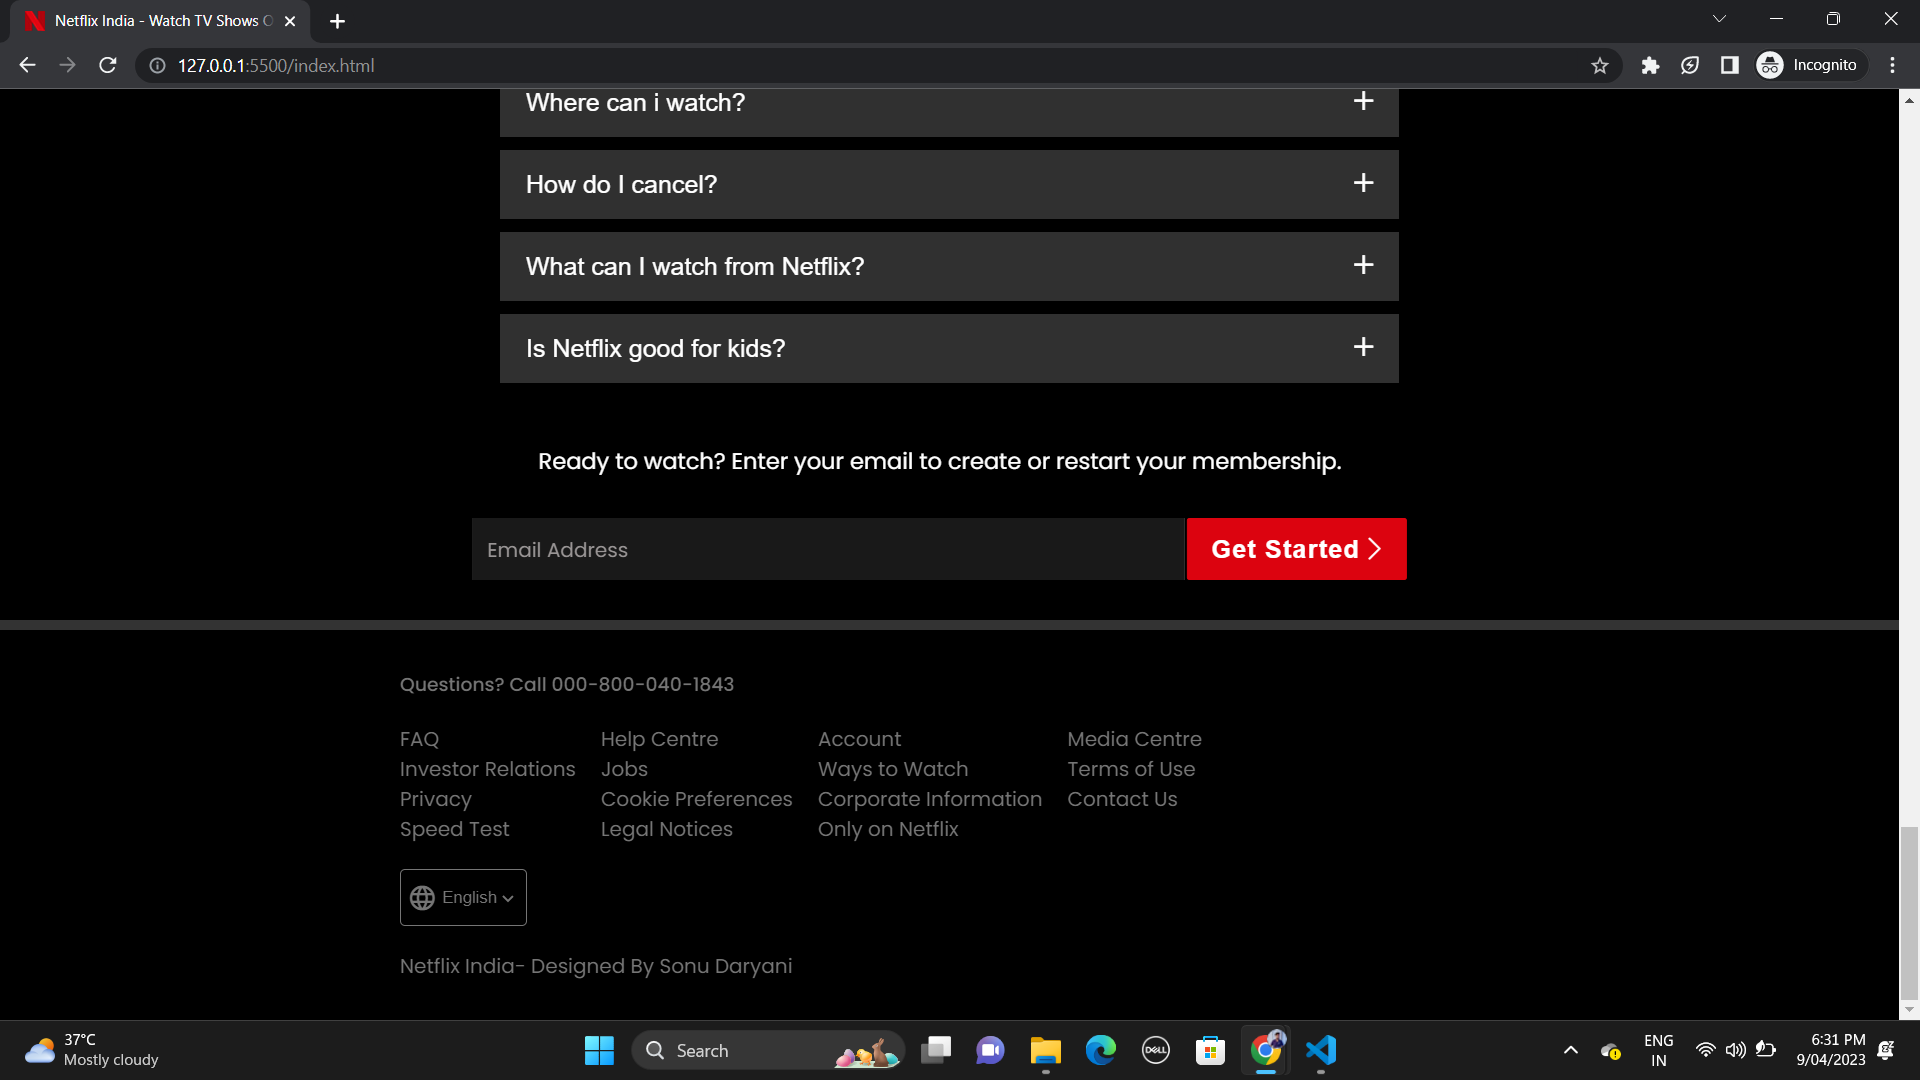 Netflix India - Watch TV Shows O
127.0.0.1:5500/index.html
Incognito
Where can i watch?
How do I cancel?
What can I watch from Netflix?
Is Netflix good for kids?
Ready to watch? Enter your email to create or restart your membership.
Email Address
Get Started
Questions? Call 000-800-040-1843
FAQ
Investor Relations
Privacy
Speed Test
Help Centre
Jobs
Cookie Preferences
Legal Notices
Account
Ways to Watch
Corporate Information
Only on Netflix
Media Centre
Terms of Use
Contact Us
English
Netflix India- Designed By Sonu Daryani
37°C
Mostly cloudy
Search
DELL
ENG
IN
6:31 PM
9/04/2023